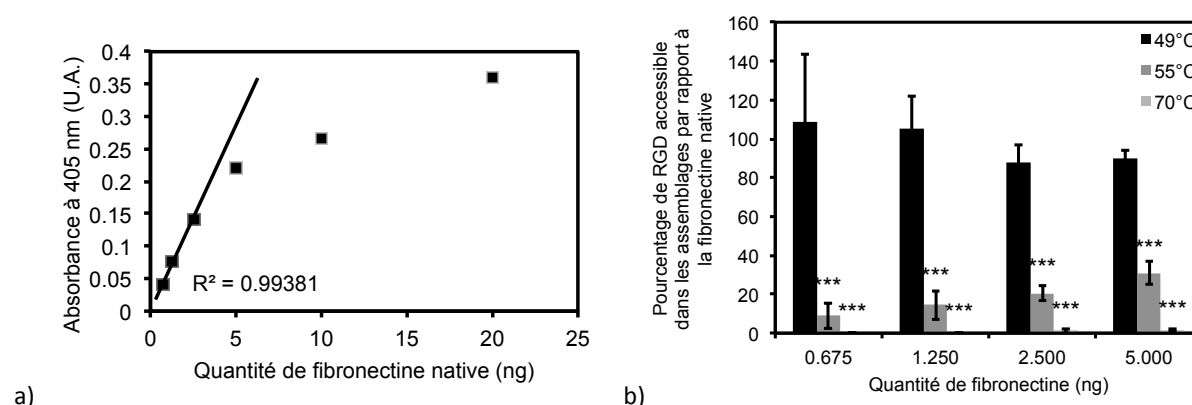 0.4
0.35
0.3
0.25
0.2
0.15
0.1
0.05
0
Absorbance à 405 nm (U.A.)
R² = 0.99381
0 5 10 15 20 25
Quantité de fibronectine native (ng)
a)
160
140
120
100
80
60
40
20
0
Pourcentage de RGD accessible
dans les assemblages par rapport à
la fibronectine native
49°C
55°C
70°C
*** *** *** ***
*** *** *** ***
0.675 1.250 2.500 5.000
Quantité de fibronectine (ng)
b)